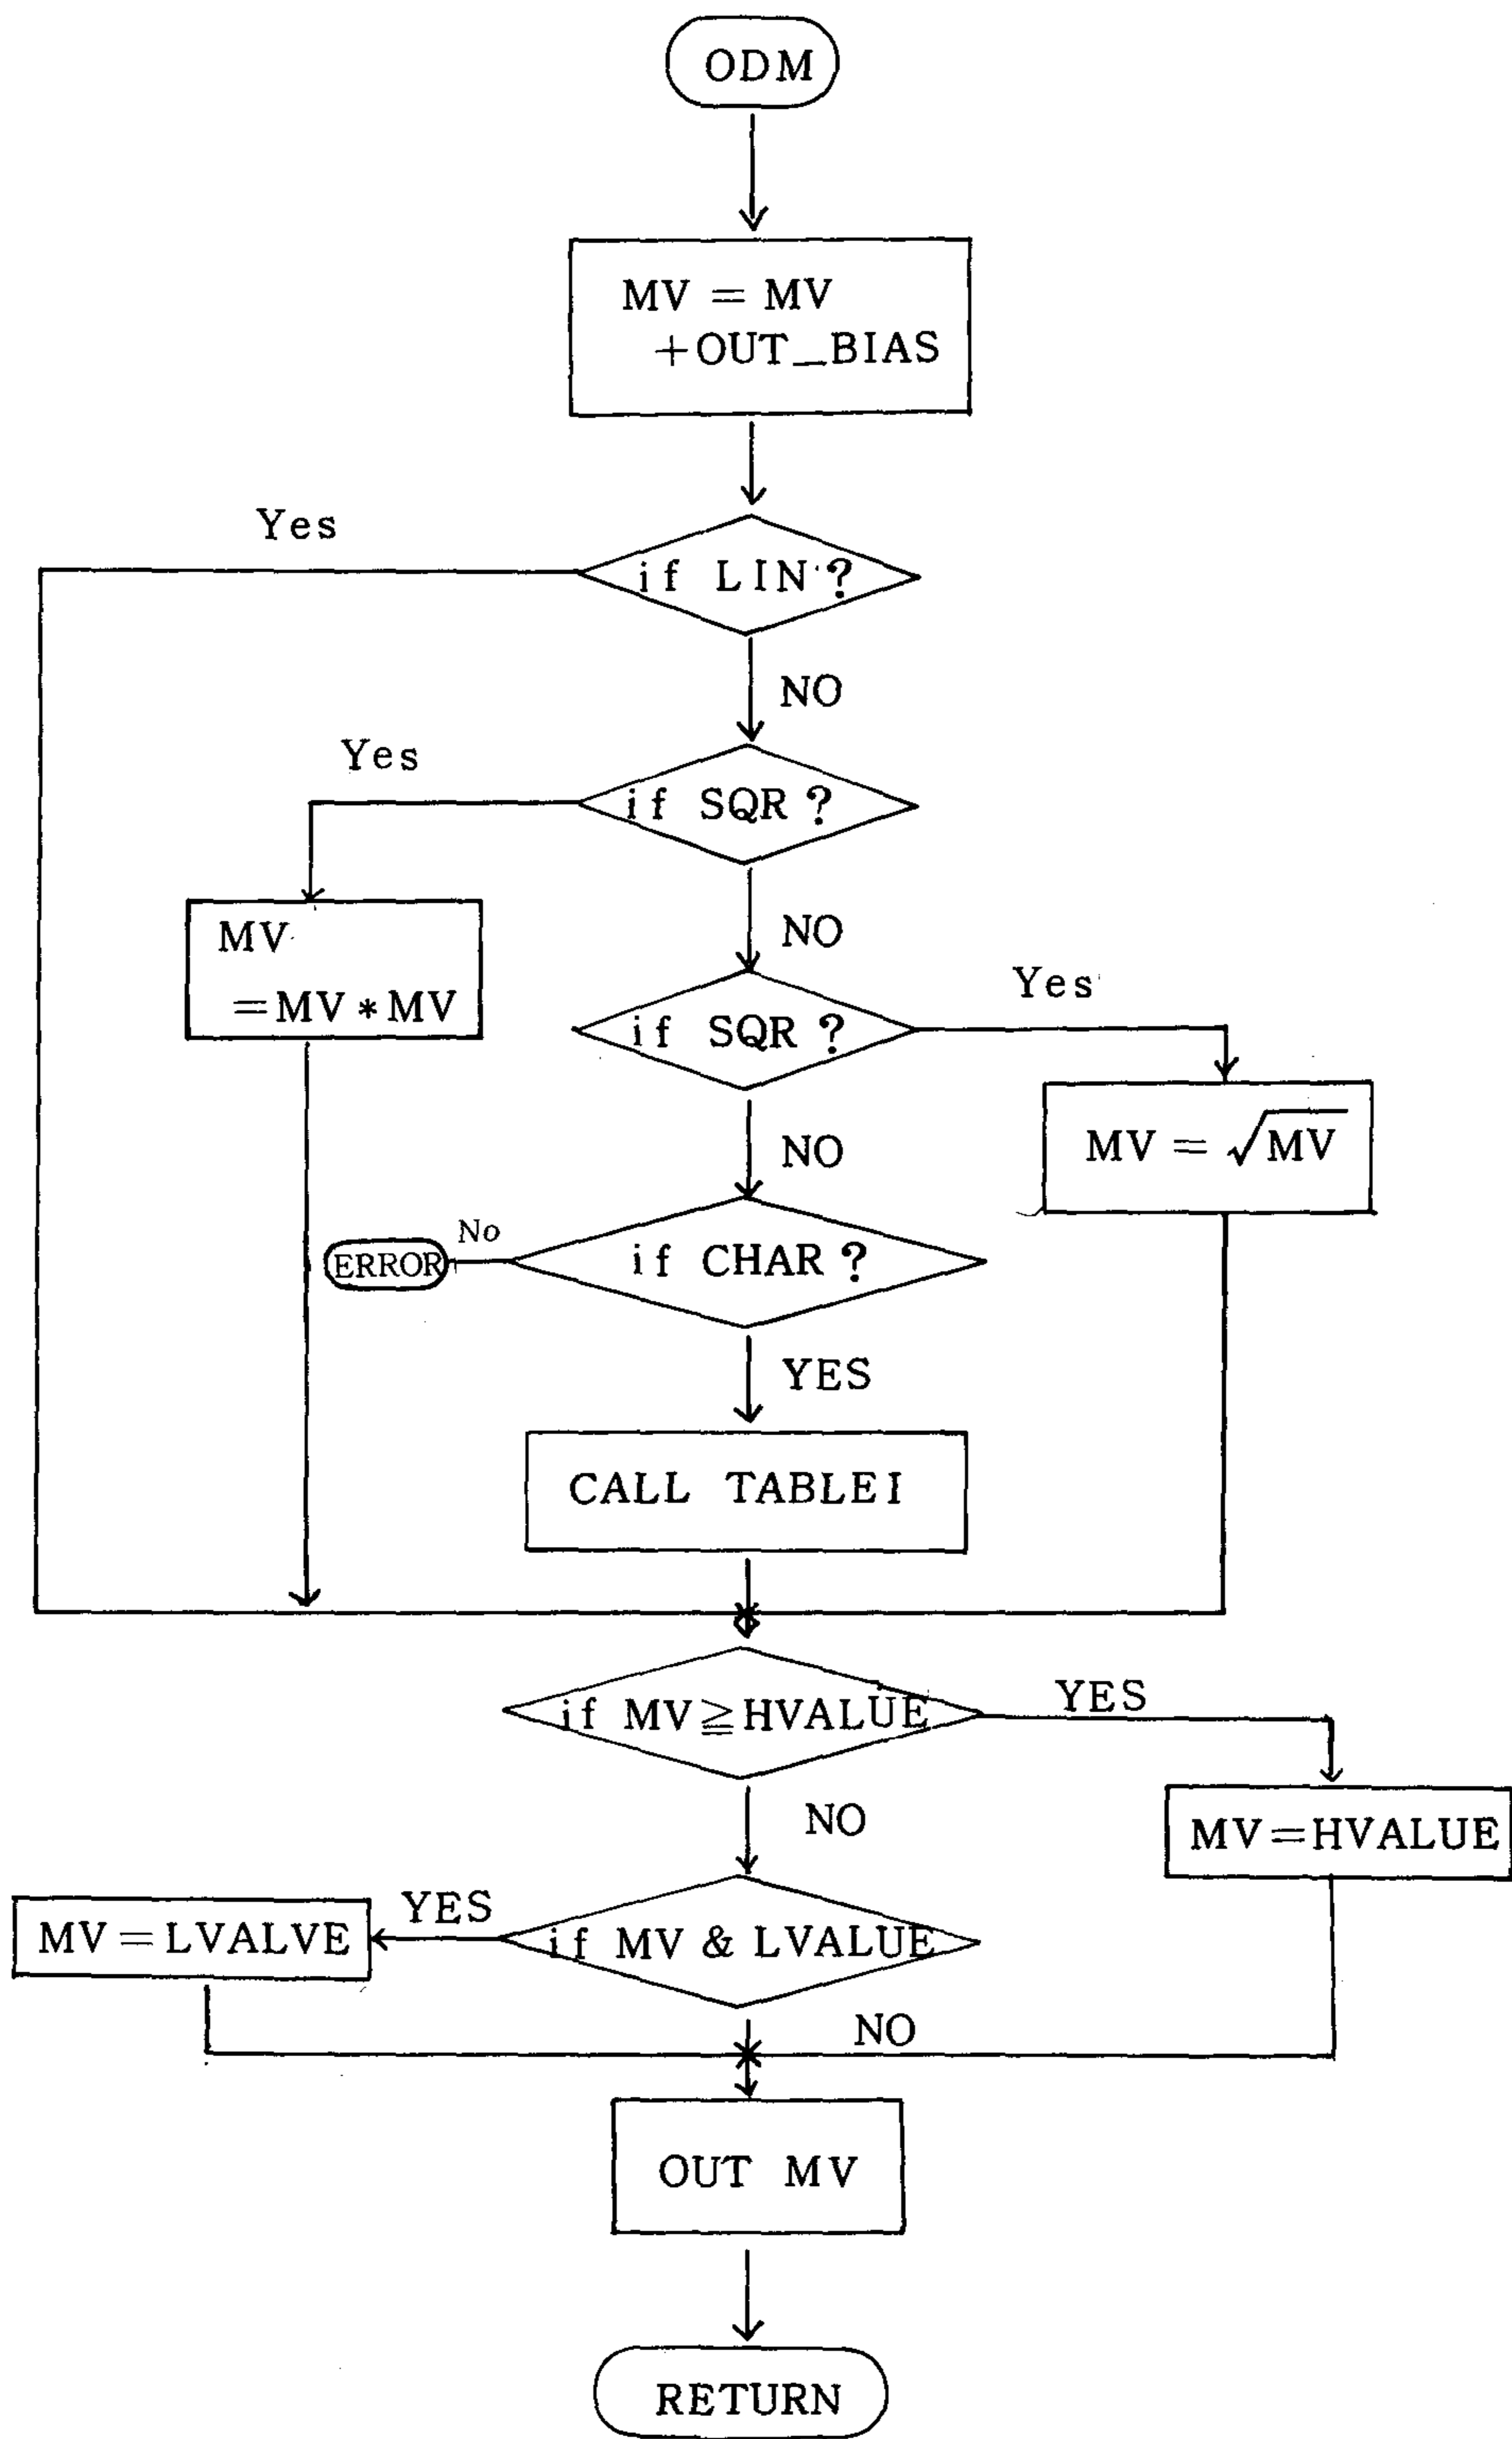 ODM
MV = MV
+OUT_BIAS
Yes
if LIN ?
NO
Yes
if SQR ?
MV
=MV * MV
NO
if SQR ?
Yes
MV = √MV
NO
No
ERROR
if CHAR ?
YES
CALL TABLEI
if MV ≧ HVALUE
YES
NO
MV = HVALUE
MV = LVALVE
YES
if MV & LVALUE
NO
OUT MV
RETURN